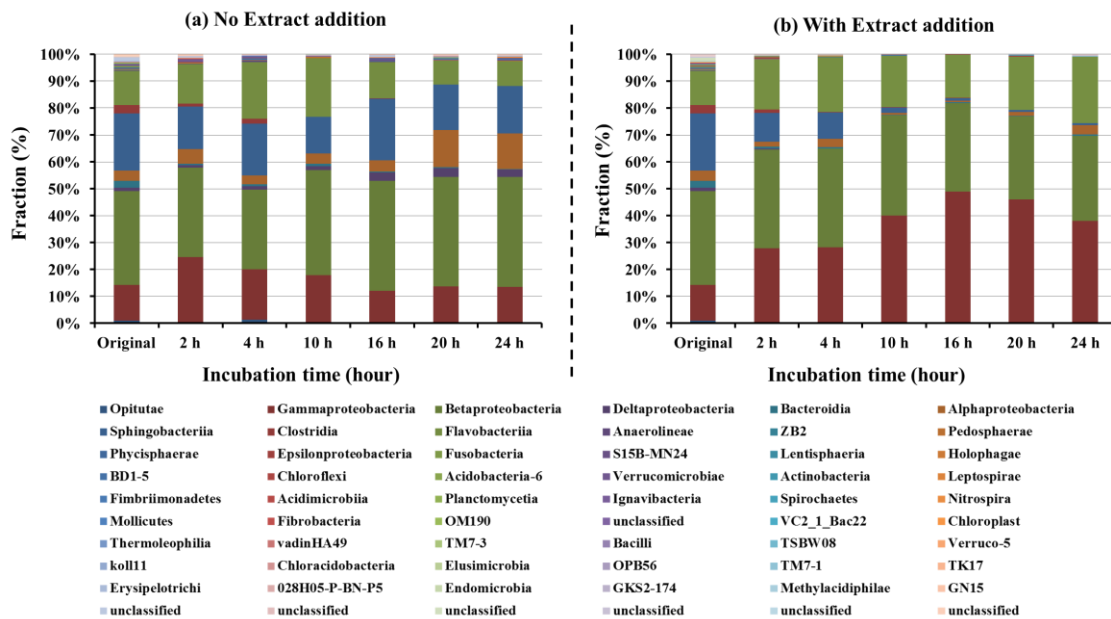 (a) No Extract addition
(b) With Extract addition
Fraction (%)
100%
90%
80%
70%
60%
50%
40%
30%
20%
10%
0%
Original 2 h 4 h 10 h 16 h 20 h 24 h
Incubation time (hour)
Fraction (%)
100%
90%
80%
70%
60%
50%
40%
30%
20%
10%
0%
Original 2 h 4 h 10 h 16 h 20 h 24 h
Incubation time (hour)
Opitutae Gammaproteobacteria Betaproteobacteria Deltaproteobacteria Bacteroidia Alphaproteobacteria
Sphingobacteriia Clostridia Flavobacteriia Anaerolineae ZB2 Pedosphaerae
Phycisphaerae Epsilonproteobacteria Fusobacteria S15B-MN24 Lentisphaeria Holophagae
BD1-5 Chloroflexi Acidobacteria-6 Verrucomicrobiae Actinobacteria Leptospirae
Fimbriimonadetes Acidimicrobiia Planctomycetia Ignavibacteria Spirochaetes Nitrospira
Mollicutes Fibrobacteria OM190 unclassified VC2_1_Bac22 Chloroplast
Thermoleophilia vadinHA49 TM7-3 Bacilli TSBW08 Verruco-5
koll11 Chloracidobacteria Elusimicrobia OPB56 TM7-1 TK17
Erysipelotrichi 028H05-P-BN-P5 Endomicrobia GKS2-174 Methylacidiphilae GN15
unclassified unclassified unclassified unclassified unclassified unclassified